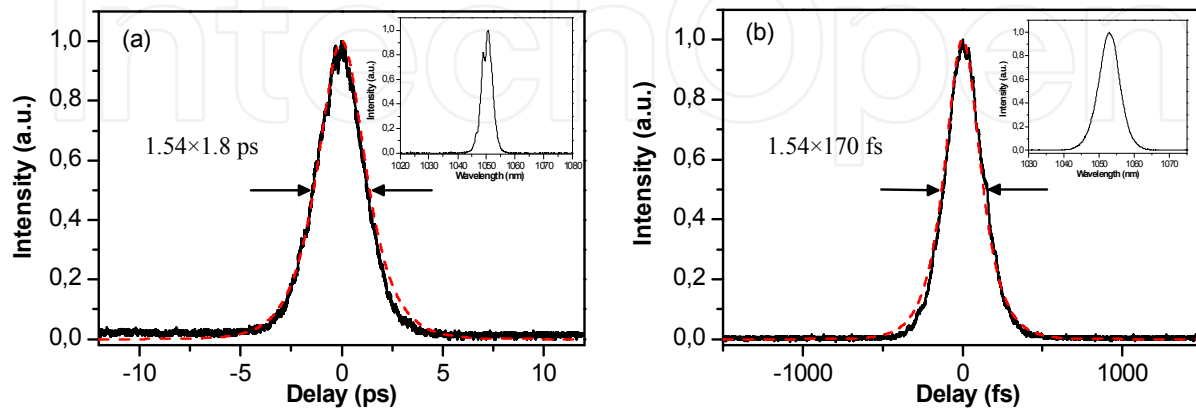 IntechOpen
(a)
1.54×1.8 ps
Intensity (a.u.)
1,0
0,8
0,6
0,4
0,2
0,0
-10 -5 0 5 10
Delay (ps)
Intensity (a.u.)
1,0
0,8
0,6
0,4
0,2
0,0
1020 1030 1040 1050 1060 1070 1080
Wavelength (nm)
(b)
1.54×170 fs
Intensity (a.u.)
1,0
0,8
0,6
0,4
0,2
0,0
-1000 0 1000
Delay (fs)
Intensity (a.u.)
1,0
0,8
0,6
0,4
0,2
0,0
1030 1040 1050 1060 1070
Wavelength (nm)